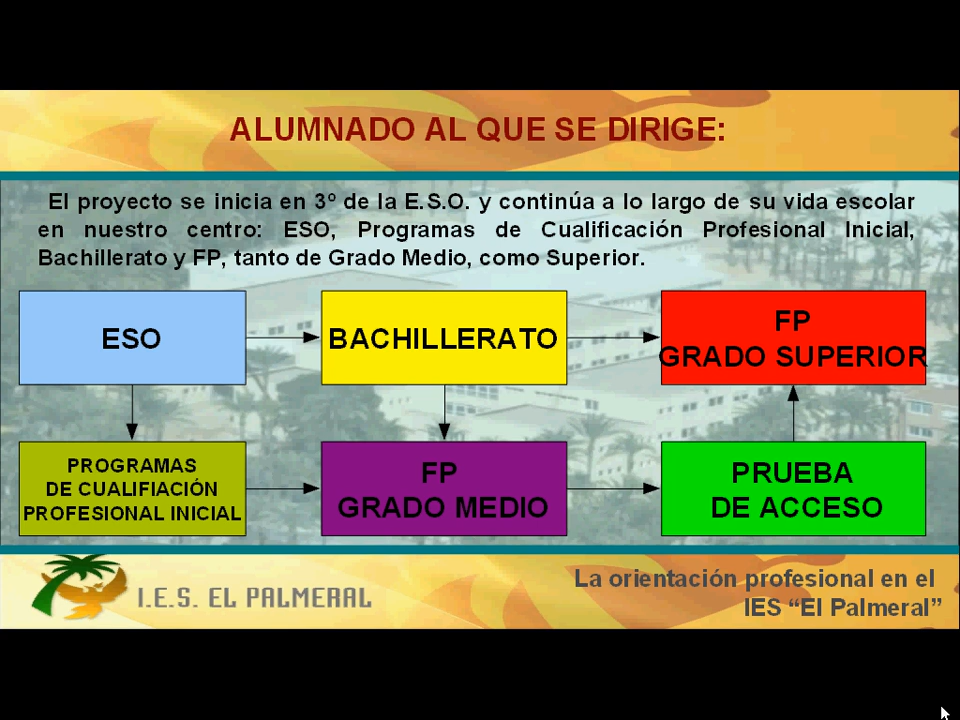 ALUMNADO AL QUE SE DIRIGE:
El proyecto se inicia en 3º de la E.S.O. y continúa a lo largo de su vida escolar
en nuestro centro: ESO, Programas de Cualificación Profesional Inicial,
Bachillerato y FP, tanto de Grado Medio, como Superior.
ESO
BACHILLERATO
FP
GRADO SUPERIOR
PROGRAMAS
DE CUALIFIACIÓN
PROFESIONAL INICIAL
FP
GRADO MEDIO
PRUEBA
DE ACCESO
I.E.S. EL PALMERAL
La orientación profesional en el
IES “El Palmeral”